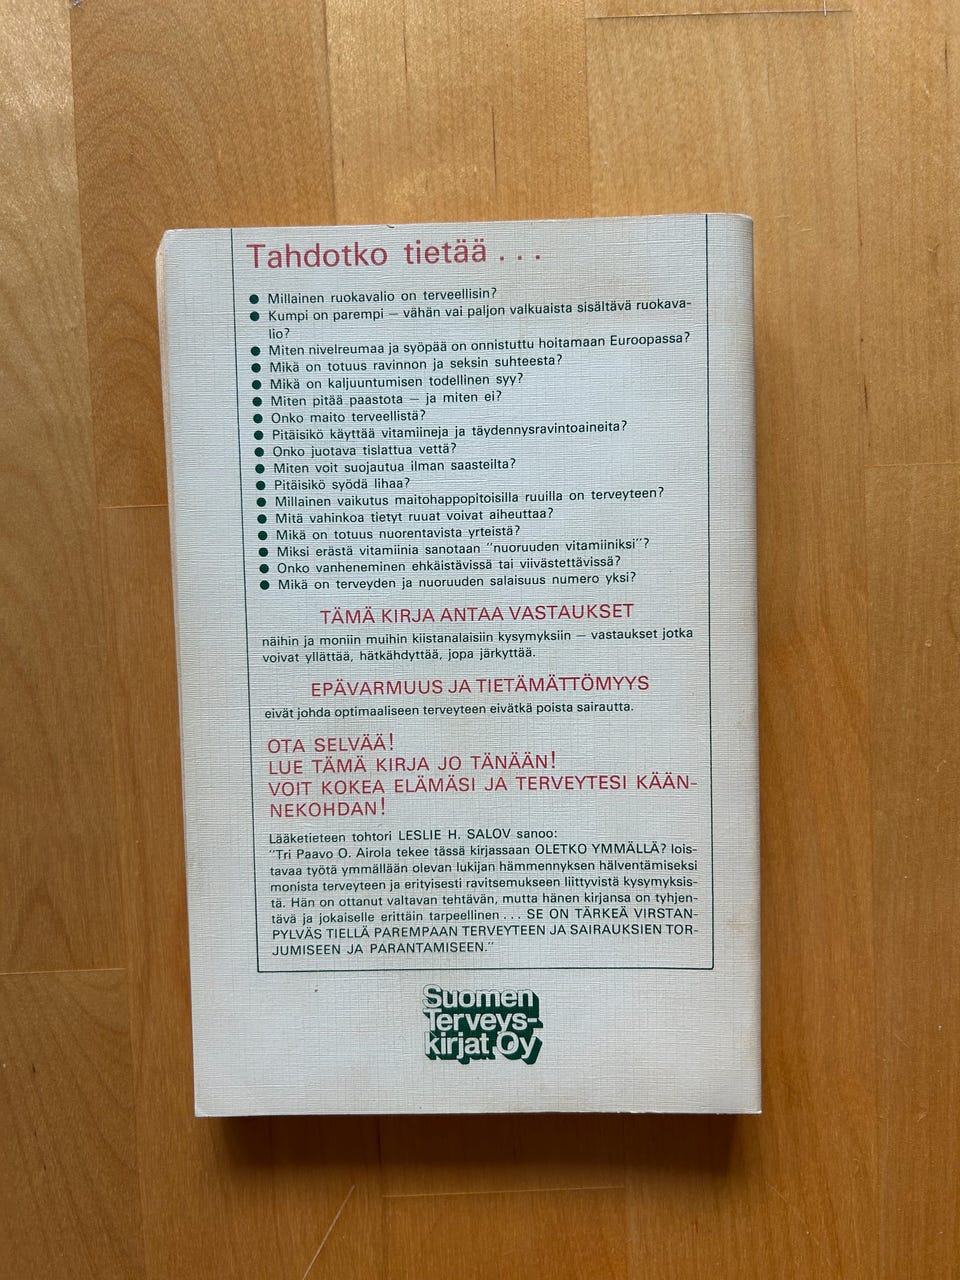 Tahdotko tietää . . .
● Millainen ruokavalio on terveellisin?
● Kumpi on parempi — vähän vai paljon valkuaista sisältävä ruokava-
lio?
● Miten nivelreumaa ja syöpää on onnistuttu hoitamaan Euroopassa?
● Mikä on totuus ravinnon ja seksin suhteesta?
● Mikä on kaljuuntumisen todellinen syy?
● Miten pitää paastota — ja miten ei?
● Onko maito terveellistä?
● Pitäisikö käyttää vitamiineja ja täydennysravintoaineita?
● Onko juotava tislattua vettä?
● Miten voit suojautua ilman saasteilta?
● Pitäisikö syödä lihaa?
● Millainen vaikutus maitohappopitoisilla ruuilla on terveyteen?
● Mitä vahinkoa tietyt ruuat voivat aiheuttaa?
● Mikä on totuus nuorentavista yrteistä?
● Miksi erästä vitamiinia sanotaan ”nuoruuden vitamiiniksi”?
● Onko vanheneminen ehkäistävissä tai viivästettävissä?
● Mikä on terveyden ja nuoruuden salaisuus numero yksi?
TÄMÄ KIRJA ANTAA VASTAUKSET
näihin ja moniin muihin kiistanalaisiin kysymyksiin — vastaukset jotka
voivat yllättää, hätkähdyttää, jopa järkyttää.
EPÄVARMUUS JA TIETÄMÄTTÖMYYS
eivät johda optimaaliseen terveyteen eivätkä poista sairautta.
OTA SELVÄÄ!
LUE TÄMÄ KIRJA JO TÄNÄÄN!
VOIT KOKEA ELÄMÄSI JA TERVEYTESI KÄÄN-
NEKOHDAN!
Lääketieteen tohtori LESLIE H. SALOV sanoo:
”Tri Paavo O. Airola tekee tässä kirjassaan OLETKO YMMÄLLÄ? lois-
tavaa työtä ymmällään olevan lukijan hämmennyksen hälventämiseksi
monista terveyteen ja erityisesti ravitsemukseen liittyvistä kysymyksis-
tä. Hän on ottanut valtavan tehtävän, mutta hänen kirjansa on tyhjen-
tävä ja jokaiselle erittäin tarpeellinen . . . SE ON TÄRKEÄ VIRSTAN-
PYLVÄS TIELLÄ PAREMPAAN TERVEYTEEN JA SAIRAUKSIEN TOR-
JUMISEEN JA PARANTAMISEEN.”
Suomen
Terveys-
kirjat Oy